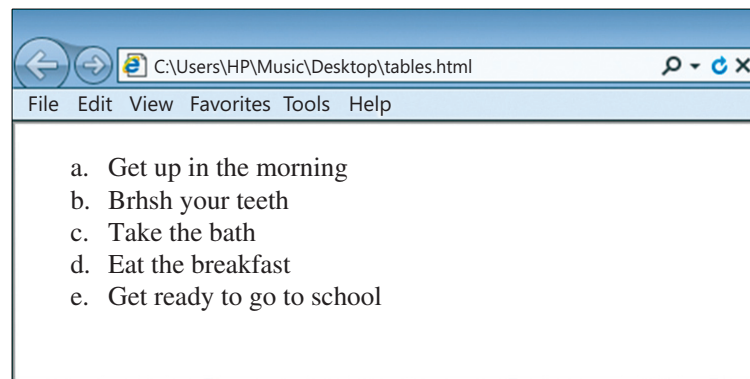 C:\Users\HP\Music\Desktop\tables.html
File Edit View Favorites Tools Help
a. Get up in the morning
b. Brhsh your teeth
c. Take the bath
d. Eat the breakfast
e. Get ready to go to school